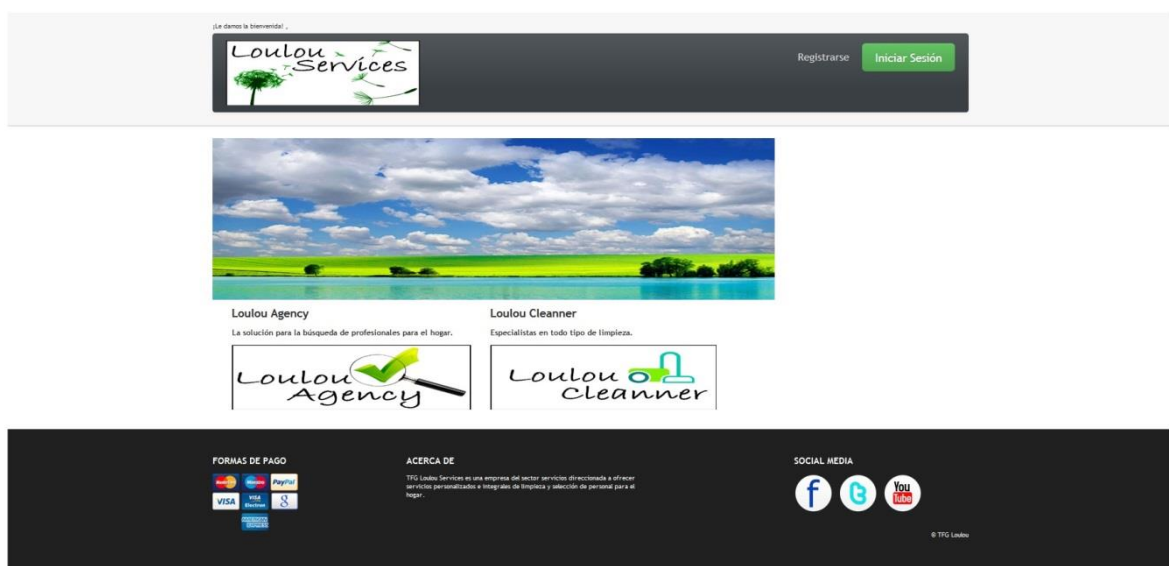 ¡Le damos la bienvenida! ,
Loulou
Services
Registrarse
Iniciar Sesión
Loulou Agency
Loulou Cleanner
La solución para la búsqueda de profesionales para el hogar.
Especialistas en todo tipo de limpieza.
Loulou
Agency
Loulou
Cleanner
FORMAS DE PAGO
PayPal
VISA
VISA
Electron
8
AMERICAN
EXPRESS
ACERCA DE
TFG Loulou Services es una empresa del sector servicios direccionada a ofrecer
servicios personalizados e integrales de limpieza y selección de personal para el
hogar.
SOCIAL MEDIA
f
t
You
Tube
© TFG Loulou